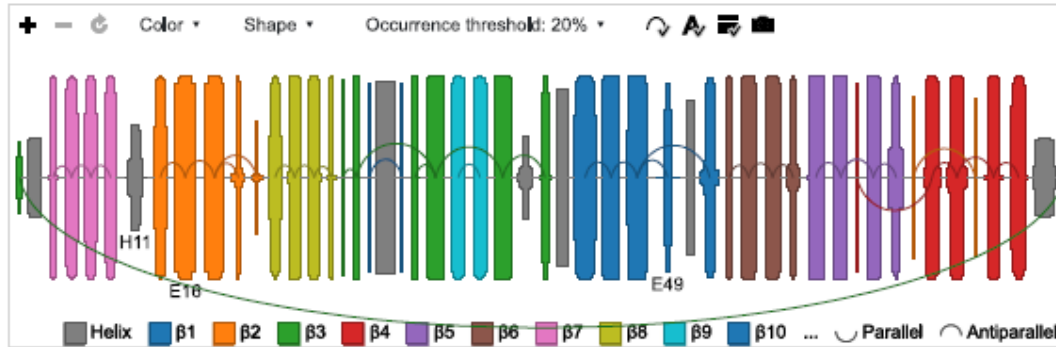 Color ▾ Shape ▾ Occurrence threshold: 20% ▾ A
H11
E16
E49
Helix β1 β2 β3 β4 β5 β6 β7 β8 β9 β10 ... Parallel Antiparallel